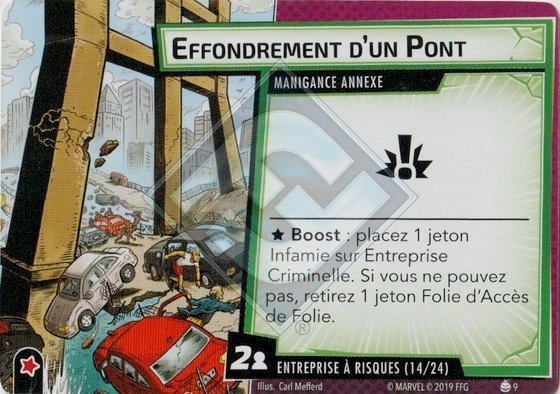 EFFONDREMENT D'UN PONT
MANIGANCE ANNEXE
★ Boost : placez 1 jeton
Infamie sur Entreprise
Criminelle. Si vous ne pouvez
pas, retirez 1 jeton Folie d'Accès
de Folie.
®
2
ENTREPRISE À RISQUES (14/24)
Illus. Carl Mefferd
© MARVEL © 2019 FFG
9